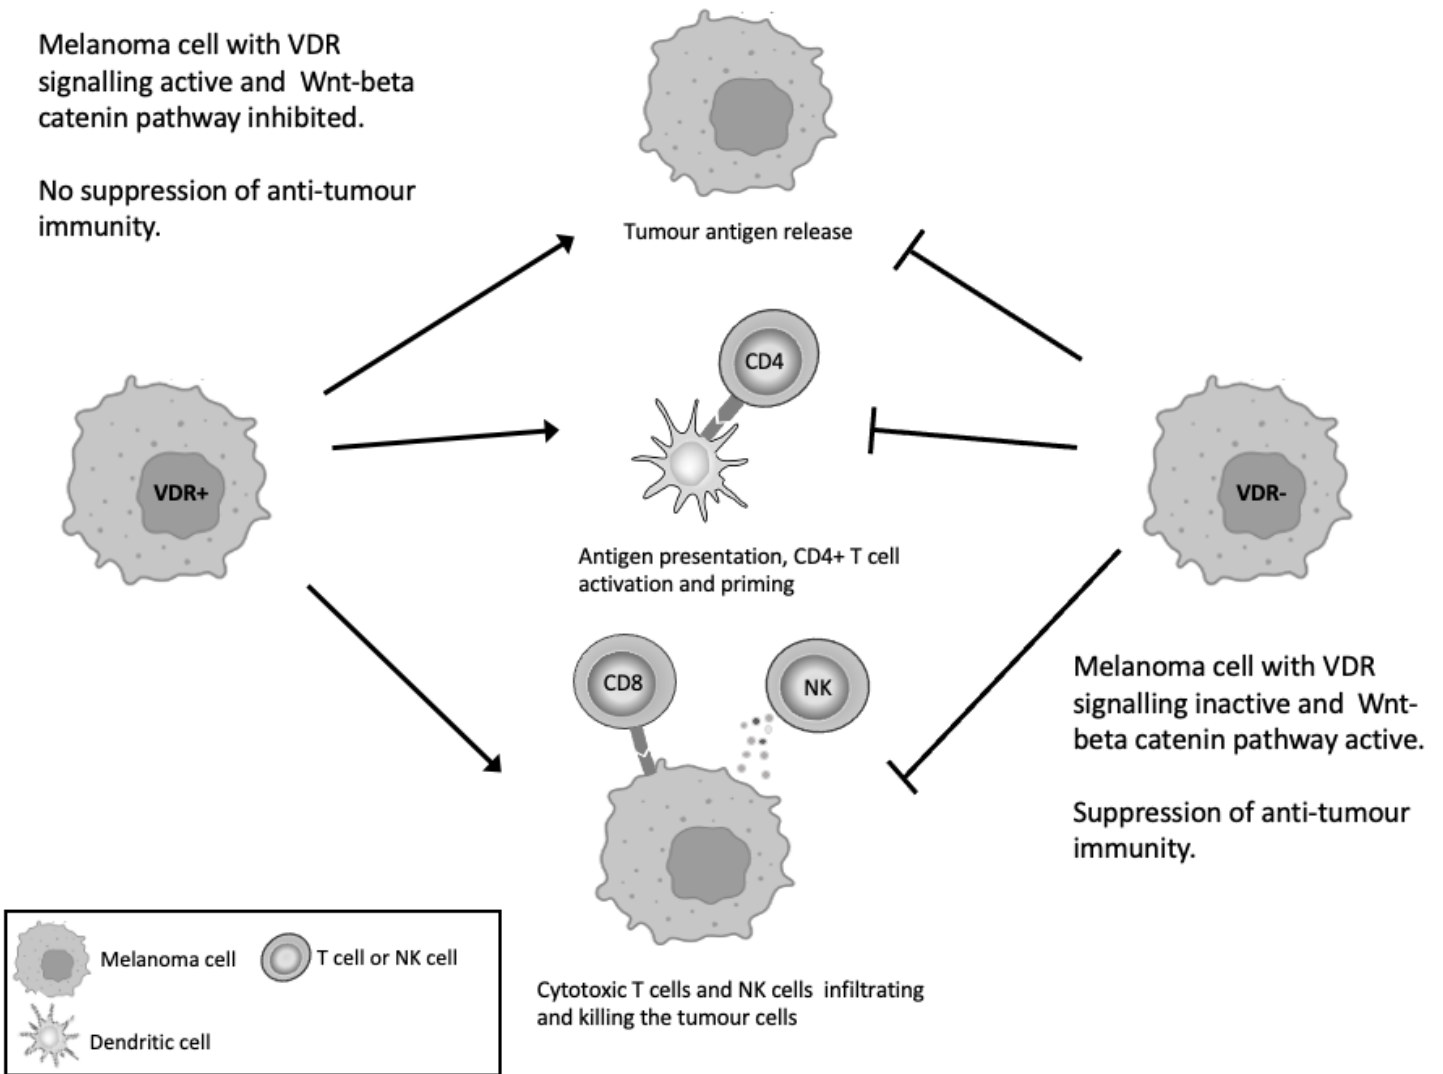 Melanoma cell with VDR
signalling active and Wnt-beta
catenin pathway inhibited.
No suppression of anti-tumour
immunity.
Tumour antigen release
CD4
VDR+
VDR-
Antigen presentation, CD4+ T cell
activation and priming
CD8
NK
Melanoma cell with VDR
signalling inactive and Wnt-
beta catenin pathway active.
Suppression of anti-tumour
immunity.
Melanoma cell
T cell or NK cell
Dendritic cell
Cytotoxic T cells and NK cells infiltrating
and killing the tumour cells